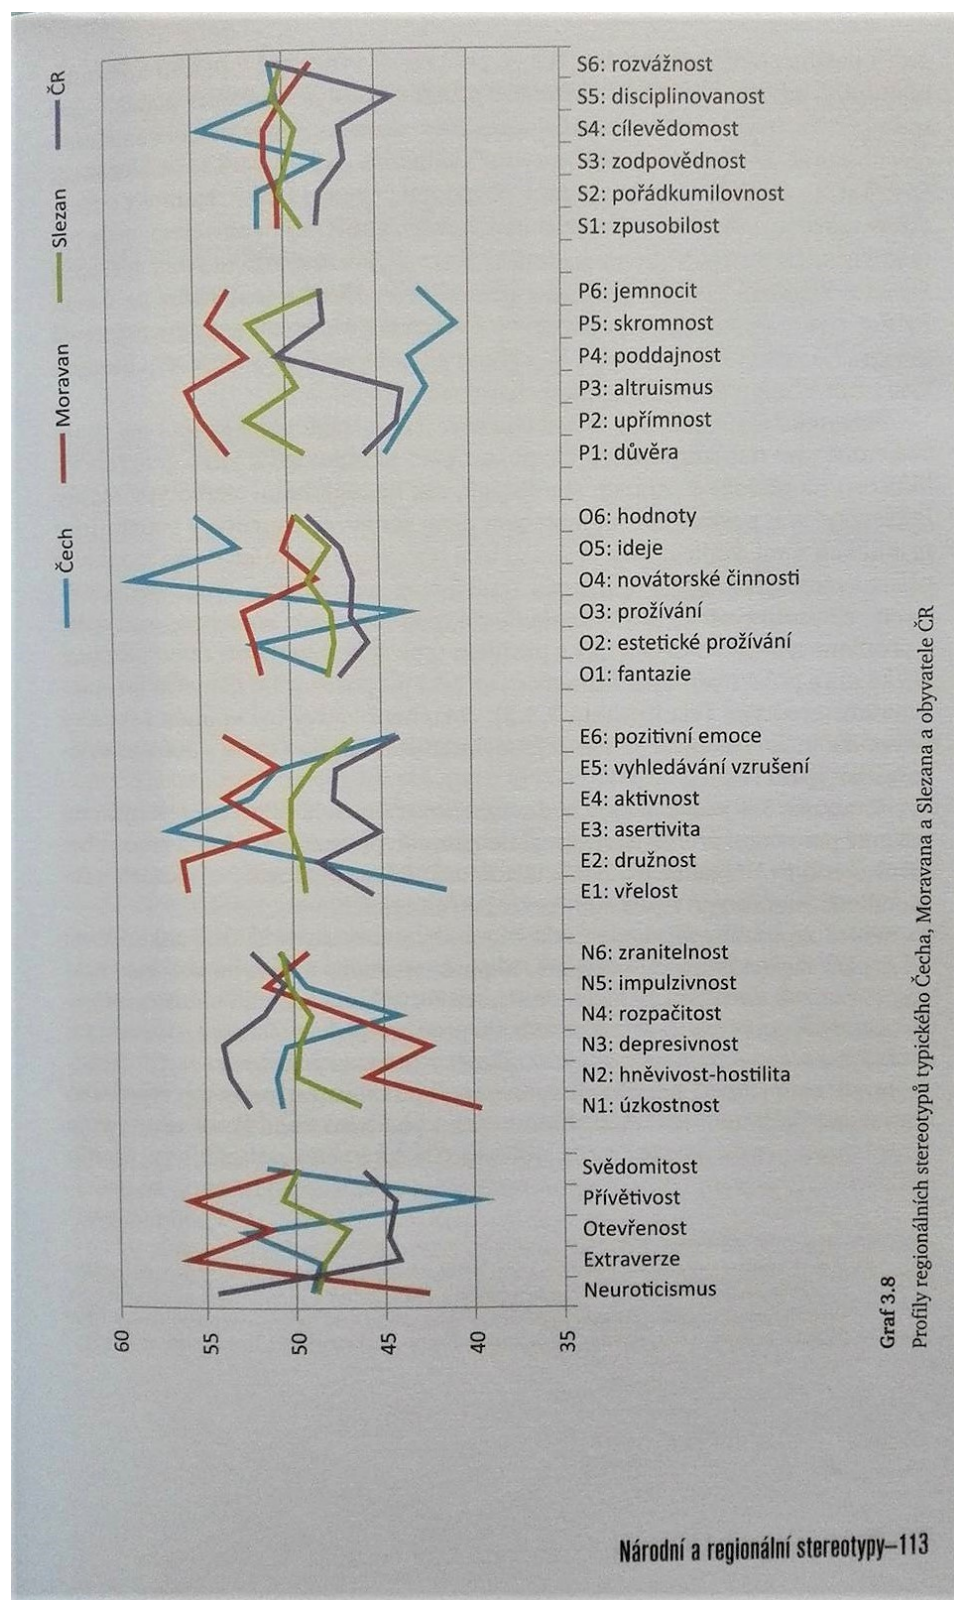 Čech
Moravan
Slezan
ČR
60
55
50
45
40
35
S6: rozvážnost
S5: disciplinovanost
S4: cílevědomost
S3: zodpovědnost
S2: pořádkumilovnost
S1: zpusobilost
P6: jemnocit
P5: skromnost
P4: poddajnost
P3: altruismus
P2: upřímnost
P1: důvěra
O6: hodnoty
O5: ideje
O4: novátorské činnosti
O3: prožívání
O2: estetické prožívání
O1: fantazie
E6: pozitivní emoce
E5: vyhledávání vzrušení
E4: aktivnost
E3: asertivita
E2: družnost
E1: vřelost
N6: zranitelnost
N5: impulzivnost
N4: rozpačitost
N3: depresivnost
N2: hněvivost-hostilita
N1: úzkostnost
Svědomitost
Přívětivost
Otevřenost
Extraverze
Neuroticismus
Graf 3.8
Profily regionálních stereotypů typického Čecha, Moravana a Slezana a obyvatele ČR
Národní a regionální stereotypy–113